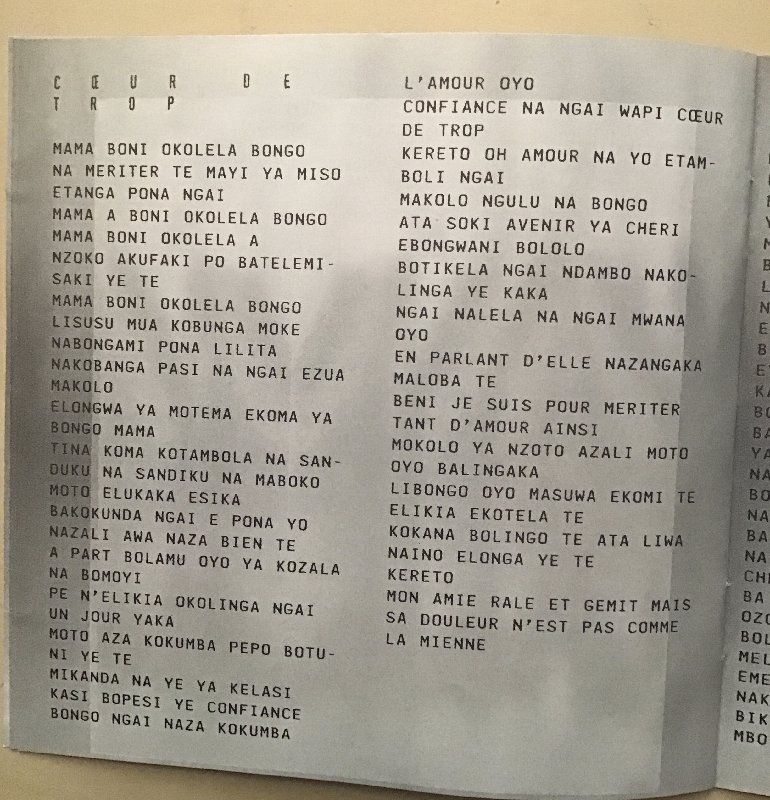 CŒUR DE
TROP
MAMA BONI OKOLELA BONGO
NA MERITER TE MAYI YA MISO
ETANGA PONA NGAI
MAMA A BONI OKOLELA BONGO
MAMA BONI OKOLELA A
NZOKO AKUFAKI PO BATELEMI-
SAKI YE TE
MAMA BONI OKOLELA BONGO
LISUSU MUA KOBUNGA MOKE
NABONGAMI PONA LILITA
NAKOBANGA PASI NA NGAI EZUA
MAKOLO
ELONGWA YA MOTEMA EKOMA YA
BONGO MAMA
TINA KOMA KOTAMBOLA NA SAN-
DUKU NA SANDIKU NA MABOKO
MOTO ELUKAKA ESIKA
BAKOKUNDA NGAI E PONA YO
NAZALI AWA NAZA BIEN TE
A PART BOLAMU OYO YA KOZALA
NA BOMOYI
PE N'ELIKIA OKOLINGA NGAI
UN JOUR YAKA
MOTO AZA KOKUMBA PEPO BOTU-
NI YE TE
MIKANDA NA YE YA KELASI
KASI BOPESI YE CONFIANCE
BONGO NGAI NAZA KOKUMBA
L'AMOUR OYO
CONFIANCE NA NGAI WAPI CŒUR
DE TROP
KERETO OH AMOUR NA YO ETAM-
BOLI NGAI
MAKOLO NGULU NA BONGO
ATA SOKI AVENIR YA CHERI
EBONGWANI BOLOLO
BOTIKELA NGAI NDAMBO NAKO-
LINGA YE KAKA
NGAI NALELA NA NGAI MWANA
OYO
EN PARLANT D'ELLE NAZANGAKA
MALOBA TE
BENI JE SUIS POUR MERITER
TANT D'AMOUR AINSI
MOKOLO YA NZOTO AZALI MOTO
OYO BALINGAKA
LIBONGO OYO MASUWA EKOMI TE
ELIKIA EKOTELA TE
KOKANA BOLINGO TE ATA LIWA
NAINO ELONGA YE TE
KERETO
MON AMIE RALE ET GEMIT MAIS
SA DOULEUR N'EST PAS COMME
LA MIENNE